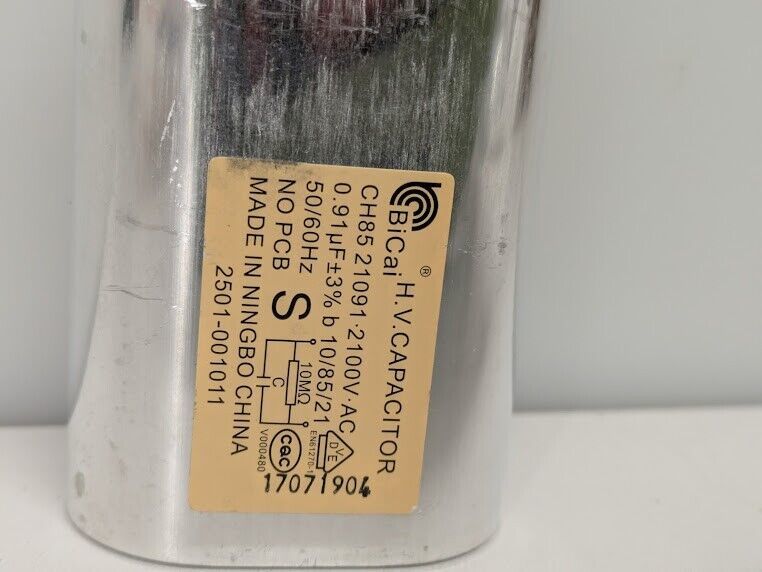 BiCai ® H.V.CAPACITOR
CH85 21091·2100V·AC
0.91µF±3% b 10/85/21
50/60Hz
NO PCB
S
MADE IN NINGBO CHINA
2501-001011
10MΩ
C
DVE
EN61270-1
CQC
V000480
17071904